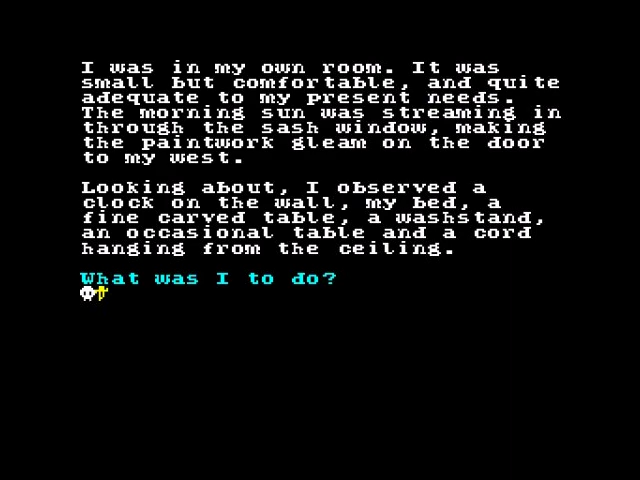 I was in my own room. It was
small but comfortable, and quite
adequate to my present needs.
The morning sun was streaming in
through the sash window, making
the paintwork gleam on the door
to my west.
Looking about, I observed a
clock on the wall, my bed, a
fine carved table, a washstand,
an occasional table and a cord
hanging from the ceiling.
What was I to do?